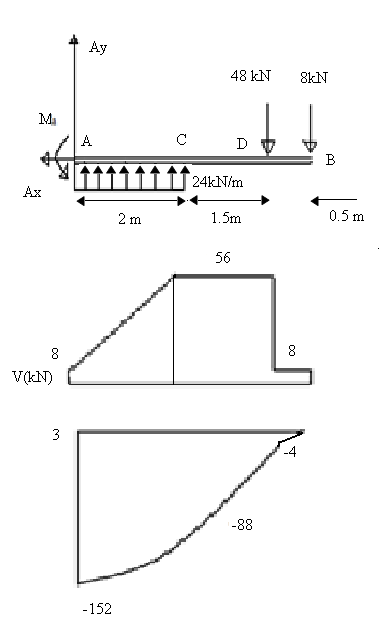 Ay
48 kN 8kN
Ma
A C D B
Ax
24kN/m
2 m 1.5m 0.5 m
56
8 8
V(kN)
3
-4
-88
-152